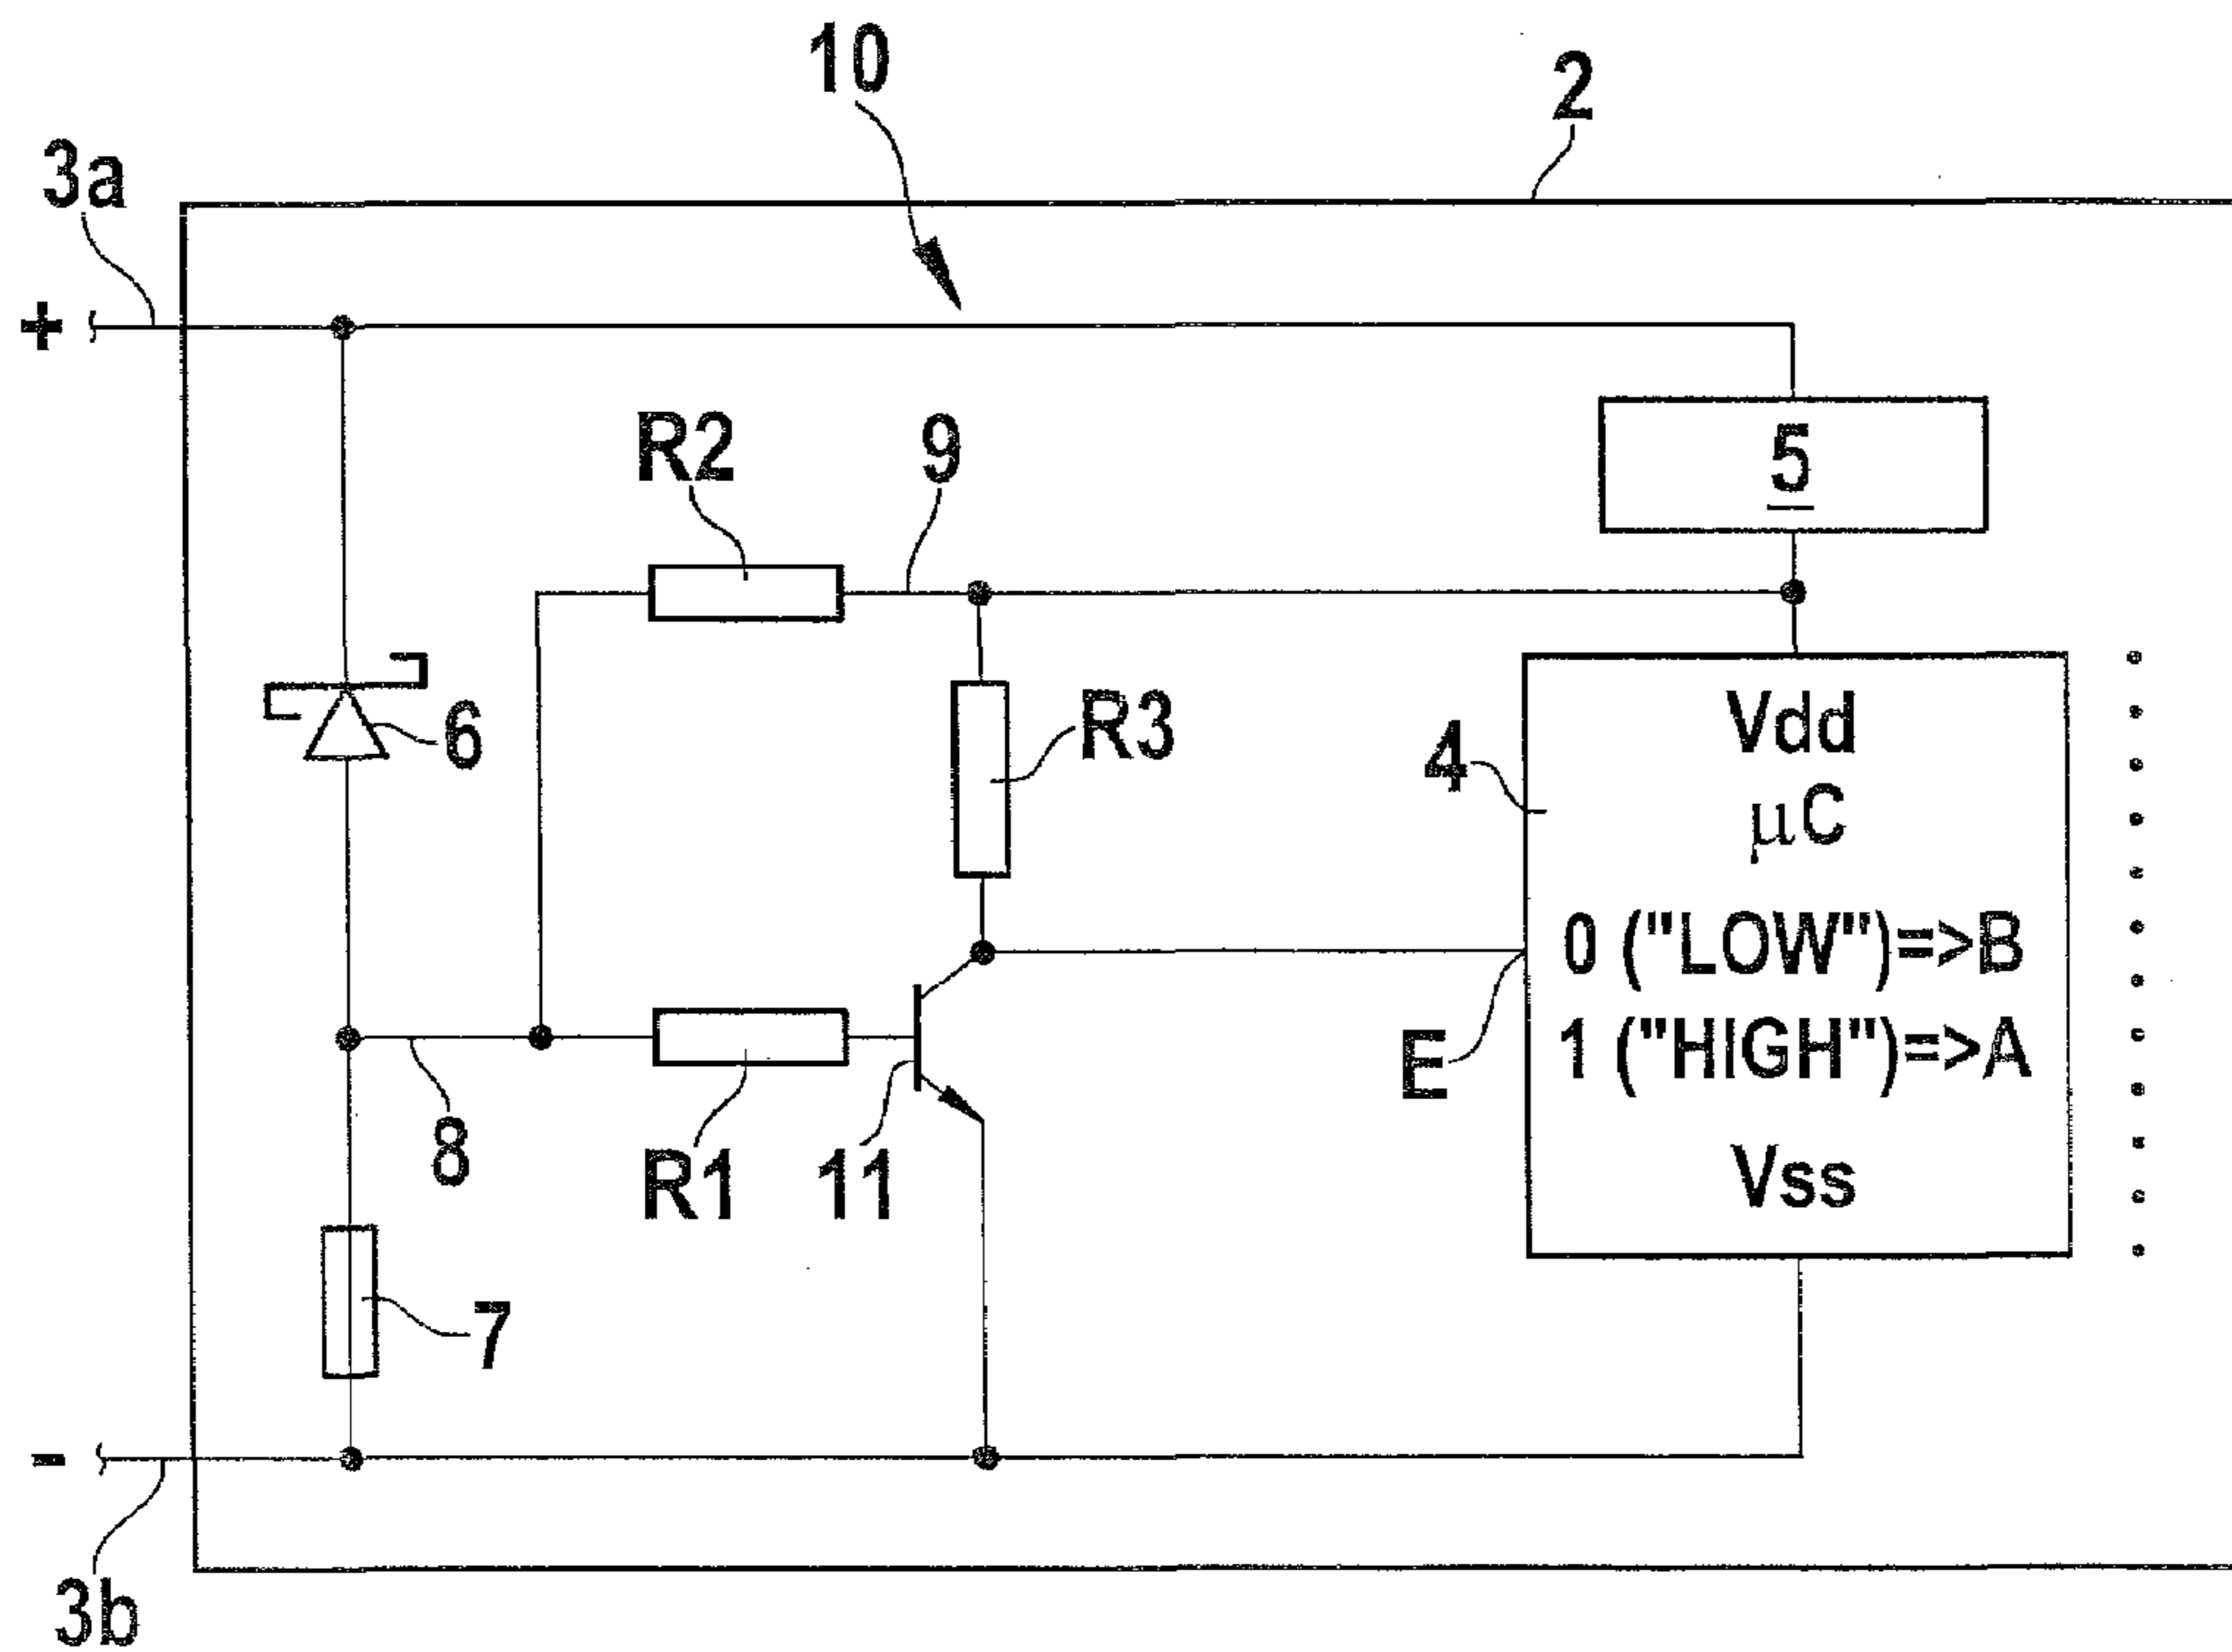 10
2
3a
+
R2
9
5
6
R3
4
Vdd
µC
0 ("LOW")=>B
1 ("HIGH")=>A
E
8
R1
11
Vss
7
-
3b